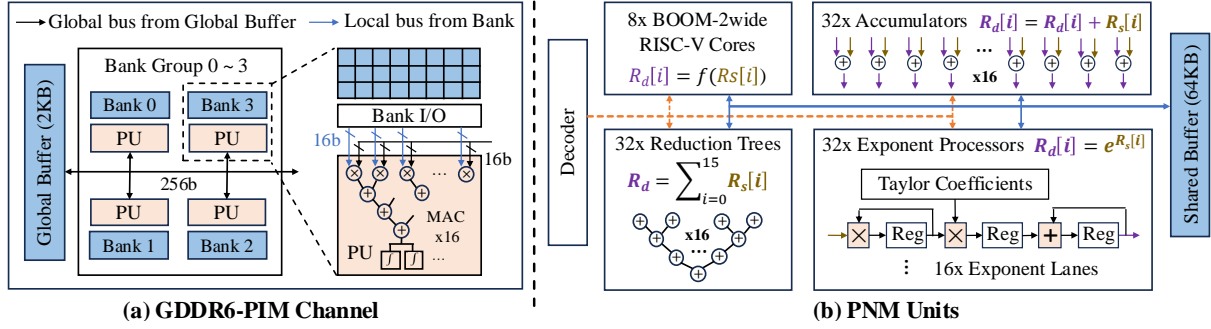 Global bus from Global Buffer
Local bus from Bank
Global Buffer (2KB)
Bank Group 0 ~ 3
Bank 0
Bank 3
PU
PU
256b
PU
PU
Bank 1
Bank 2
Bank I/O
16b
16b
...
MAC
x16
PU
∫ ∫ ...
(a) GDDR6-PIM Channel
Decoder
8x BOOM-2wide
RISC-V Cores
R_d[i] = f(Rs[i])
32x Accumulators R_d[i] = R_d[i] + R_s[i]
...
x16
32x Reduction Trees
R_d = ∑_{i=0}^{15} R_s[i]
x16
...
32x Exponent Processors R_d[i] = e^{R_s[i]}
Taylor Coefficients
× Reg × Reg + Reg
⋮ 16x Exponent Lanes
Shared Buffer (64KB)
(b) PNM Units